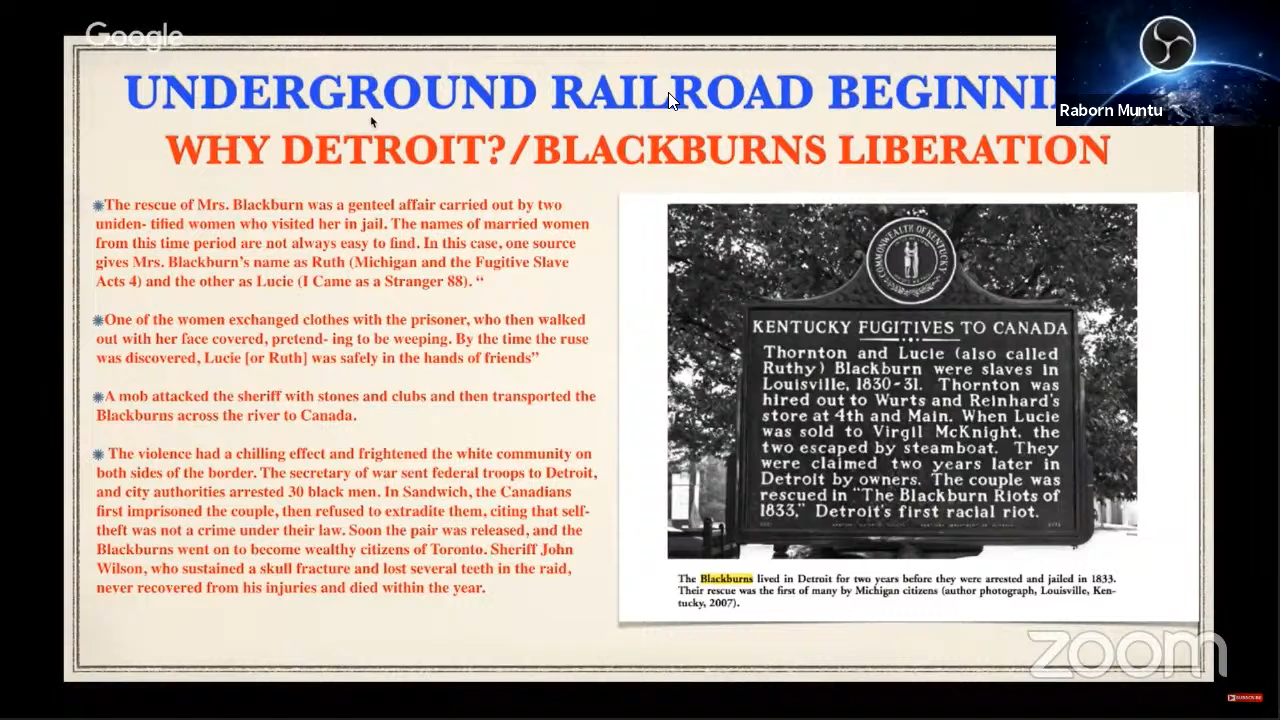 Google
UNDERGROUND RAILROAD BEGINNI
Raborn Muntu
WHY DETROIT?/BLACKBURNS LIBERATION
The rescue of Mrs. Blackburn was a genteel affair carried out by two
uniden- tified women who visited her in jail. The names of married women
from this time period are not always easy to find. In this case, one source
gives Mrs. Blackburn's name as Ruth (Michigan and the Fugitive Slave
Acts 4) and the other as Lucie (I Came as a Stranger 88). “
One of the women exchanged clothes with the prisoner, who then walked
out with her face covered, pretend- ing to be weeping. By the time the ruse
was discovered, Lucie [or Ruth] was safely in the hands of friends”
A mob attacked the sheriff with stones and clubs and then transported the
Blackburns across the river to Canada.
The violence had a chilling effect and frightened the white community on
both sides of the border. The secretary of war sent federal troops to Detroit,
and city authorities arrested 30 black men. In Sandwich, the Canadians
first imprisoned the couple, then refused to extradite them, citing that self-
theft was not a crime under their law. Soon the pair was released, and the
Blackburns went on to become wealthy citizens of Toronto. Sheriff John
Wilson, who sustained a skull fracture and lost several teeth in the raid,
never recovered from his injuries and died within the year.
COMMONWEALTH OF KENTUCKY
KENTUCKY FUGITIVES TO CANADA
Thornton and Lucie (also called
Ruthy) Blackburn were slaves in
Louisville, 1830-31. Thornton was
hired out to Wurts and Reinhard's
store at 4th and Main. When Lucie
was sold to Virgil McKnight, the
two escaped by steamboat. They
were claimed two years later in
Detroit by owners. The couple was
rescued in "The Blackburn Riots of
1833," Detroit's first racial riot.
The Blackburns lived in Detroit for two years before they were arrested and jailed in 1833.
Their rescue was the first of many by Michigan citizens (author photograph, Louisville, Ken-
tucky, 2007).
zoom
SUBSCRIBE